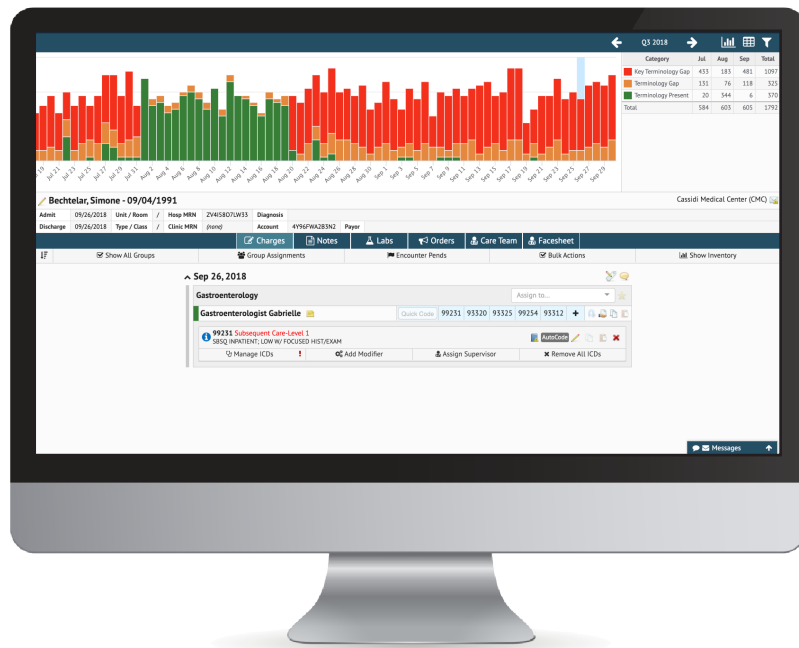 Q3 2018
Category Jul Aug Sep Total
Key Terminology Gap 433 183 481 1097
Terminology Gap 131 76 118 325
Terminology Present 20 344 6 370
Total 584 603 605 1792
Jul 21 Jul 23 Jul 25 Jul 27 Jul 29 Jul 31 Aug 2 Aug 4 Aug 6 Aug 8 Aug 10 Aug 12 Aug 14 Aug 16 Aug 18 Aug 20 Aug 22 Aug 24 Aug 26 Aug 28 Aug 30 Sep 1 Sep 3 Sep 5 Sep 7 Sep 9 Sep 11 Sep 13 Sep 15 Sep 17 Sep 19 Sep 21 Sep 23 Sep 25 Sep 27 Sep 29
Bechtelar, Simone - 09/04/1991 Cassidi Medical Center (CMC)
Admit 09/26/2018 Unit / Room / Hosp MRN ZV4I58O7LW33 Diagnosis
Discharge 09/26/2018 Type / Class / Clinic MRN (none) Account 4Y96FWA2B3N2 Payor
Charges Notes Labs Orders Care Team Facesheet
Show All Groups Group Assignments Encounter Pends Bulk Actions Show Inventory
Sep 26, 2018
Gastroenterology Assign to...
Gastroenterologist Gabrielle Quick Code 99231 93320 93325 99254 93312 +
99231 Subsequent Care-Level 1 AutoCode
SBSQ INPATIENT; LOW W/ FOCUSED HIST/EXAM
Manage ICDs ! Add Modifier Assign Supervisor Remove All ICDs
Messages